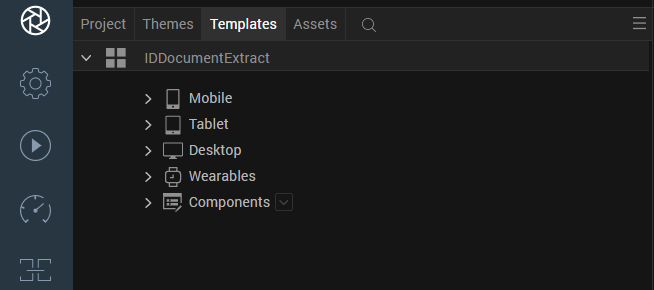 Project Themes Templates Assets
IDDocumentExtract
Mobile
Tablet
Desktop
Wearables
Components